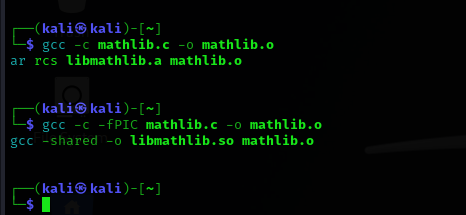 ┌──(kali㉿kali)-[~]
└─$ gcc -c mathlib.c -o mathlib.o
ar rcs libmathlib.a mathlib.o
┌──(kali㉿kali)-[~]
└─$ gcc -c -fPIC mathlib.c -o mathlib.o
gcc -shared -o libmathlib.so mathlib.o
┌──(kali㉿kali)-[~]
└─$